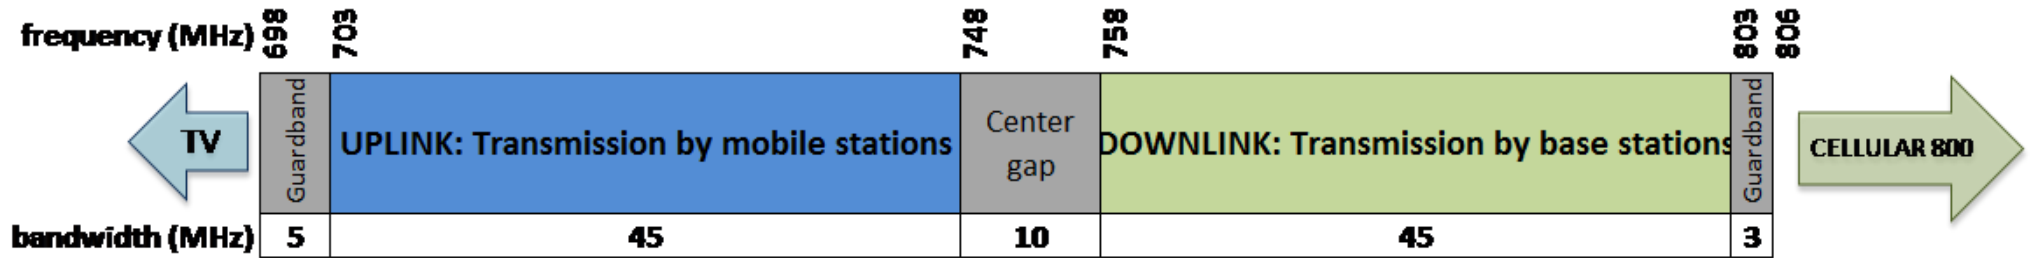 frequency (MHz) 698 703 748 758 803 806
TV Guardband UPLINK: Transmission by mobile stations Center gap DOWNLINK: Transmission by base stations Guardband CELLULAR 800
bandwidth (MHz) 5 45 10 45 3